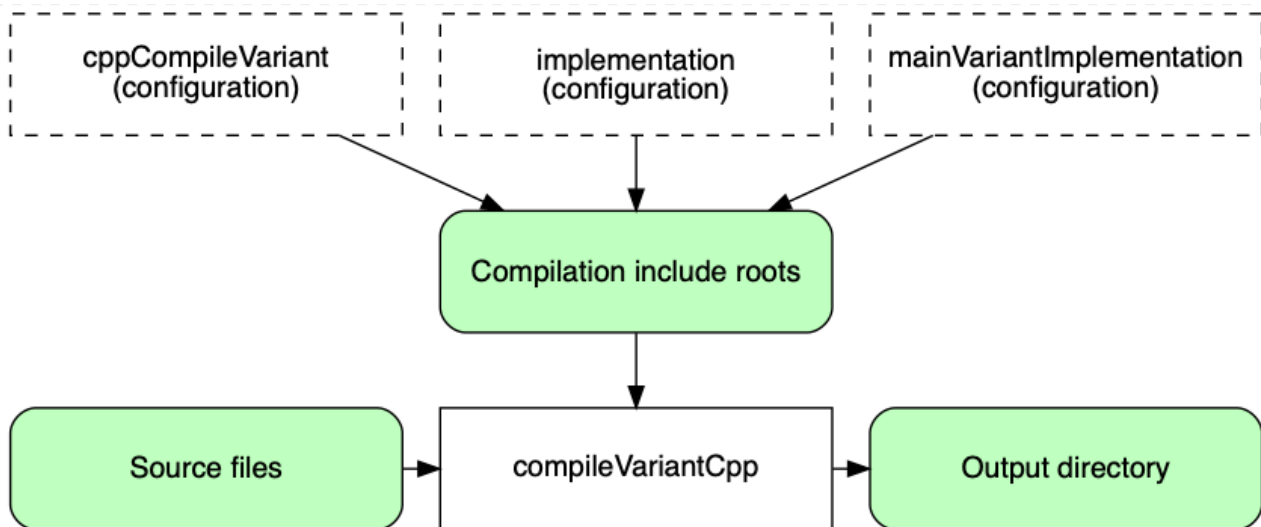 cppCompileVariant
(configuration)
implementation
(configuration)
mainVariantImplementation
(configuration)
Compilation include roots
Source files
compileVariantCpp
Output directory